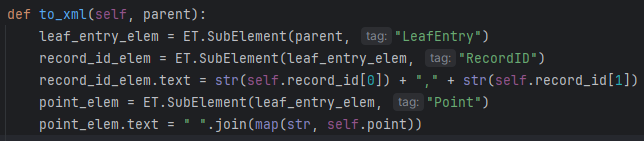 def to_xml(self, parent):
    leaf_entry_elem = ET.SubElement(parent, tag: "LeafEntry")
    record_id_elem = ET.SubElement(leaf_entry_elem, tag: "RecordID")
    record_id_elem.text = str(self.record_id[0]) + "," + str(self.record_id[1])
    point_elem = ET.SubElement(leaf_entry_elem, tag: "Point")
    point_elem.text = " ".join(map(str, self.point))